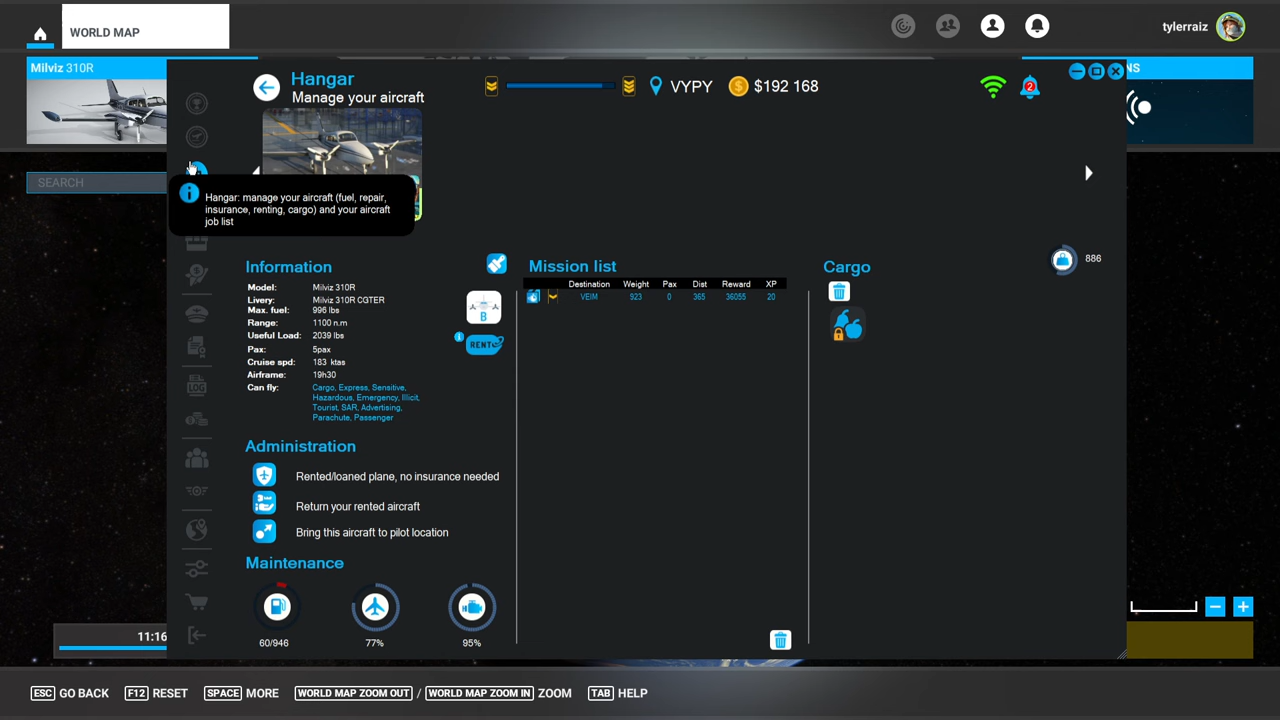 WORLD MAP
tylerraiz
Milviz 310R
NS
Hangar
Manage your aircraft
VYPY
$192 168
2
SEARCH
Hangar: manage your aircraft (fuel, repair,
insurance, renting, cargo) and your aircraft
job list
Information
Model: Milviz 310R
Livery: Milviz 310R CGTER
Max. fuel: 996 lbs
Range: 1100 n.m
Useful Load: 2039 lbs
Pax: 5pax
Cruise spd: 183 ktas
Airframe: 19h30
Can fly: Cargo, Express, Sensitive,
Hazardous, Emergency, Illicit,
Tourist, SAR, Advertising,
Parachute, Passenger
B
RENT
Mission list
Destination Weight Pax Dist Reward XP
VEIM 923 0 365 36055 20
Cargo
886
Administration
Rented/loaned plane, no insurance needed
Return your rented aircraft
Bring this aircraft to pilot location
Maintenance
60/946 77% 95%
LOG
11:16
ESC GO BACK F12 RESET SPACE MORE WORLD MAP ZOOM OUT / WORLD MAP ZOOM IN ZOOM TAB HELP